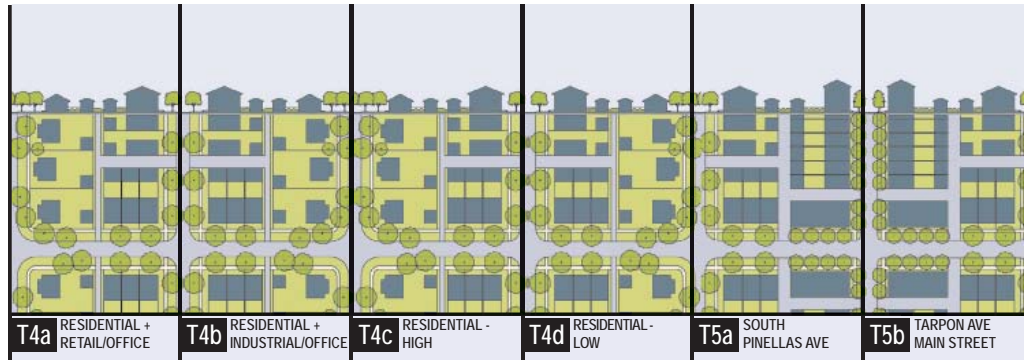 T4a RESIDENTIAL +
RETAIL/OFFICE
T4b RESIDENTIAL +
INDUSTRIAL/OFFICE
T4c RESIDENTIAL -
HIGH
T4d RESIDENTIAL-
LOW
T5a SOUTH
PINELLAS AVE
T5b TARPON AVE
MAIN STREET